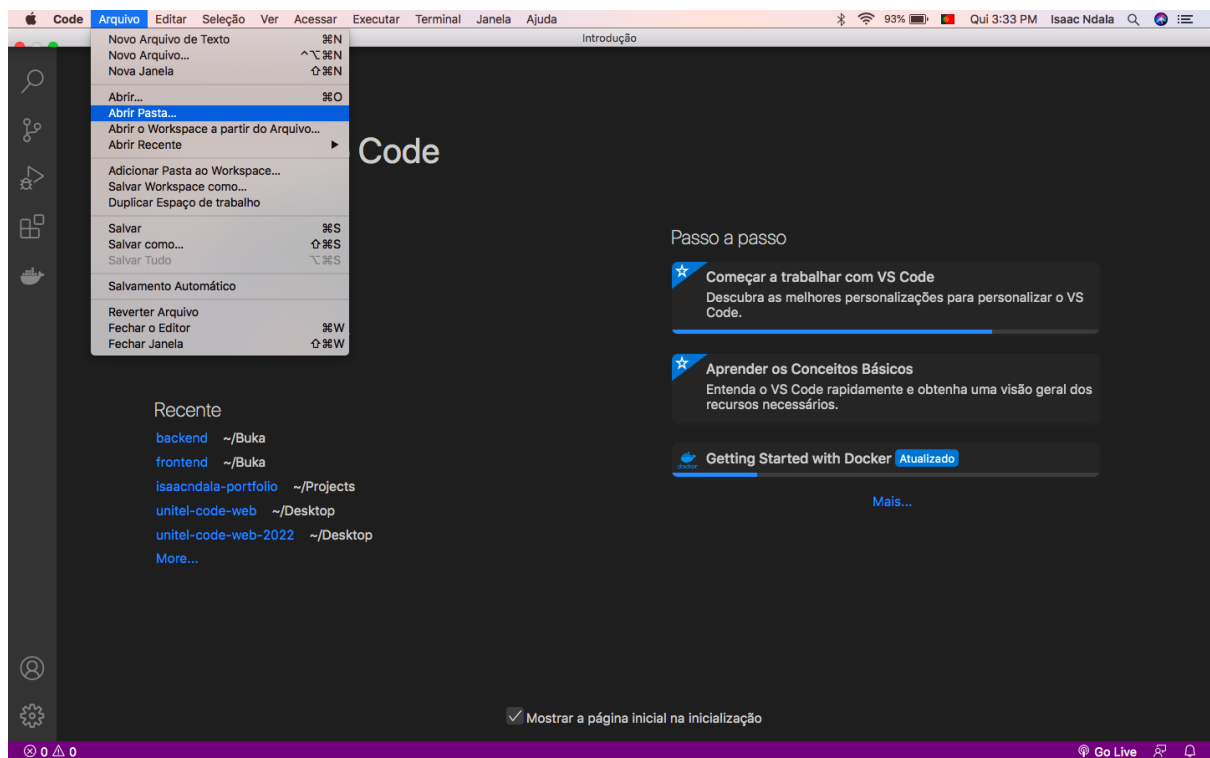 Code Arquivo Editar Seleção Ver Acessar Executar Terminal Janela Ajuda 93% Qui 3:33 PM Isaac Ndala
Introdução
Novo Arquivo de Texto ⌘N
Novo Arquivo... ^⌥⌘N
Nova Janela ⇧⌘N
Abrir... ⌘O
Abrir Pasta...
Abrir o Workspace a partir do Arquivo...
Abrir Recente
Adicionar Pasta ao Workspace...
Salvar Workspace como...
Duplicar Espaço de trabalho
Salvar ⌘S
Salvar como... ⇧⌘S
Salvar Tudo ⌥⌘S
Salvamento Automático
Reverter Arquivo
Fechar o Editor ⌘W
Fechar Janela ⇧⌘W
Code
Recente
backend ~/Buka
frontend ~/Buka
isaacndala-portfolio ~/Projects
unitel-code-web ~/Desktop
unitel-code-web-2022 ~/Desktop
More...
Passo a passo
Começar a trabalhar com VS Code
Descubra as melhores personalizações para personalizar o VS
Code.
Aprender os Conceitos Básicos
Entenda o VS Code rapidamente e obtenha uma visão geral dos
recursos necessários.
docker
Getting Started with Docker Atualizado
Mais...
Mostrar a página inicial na inicialização
0 0 Go Live